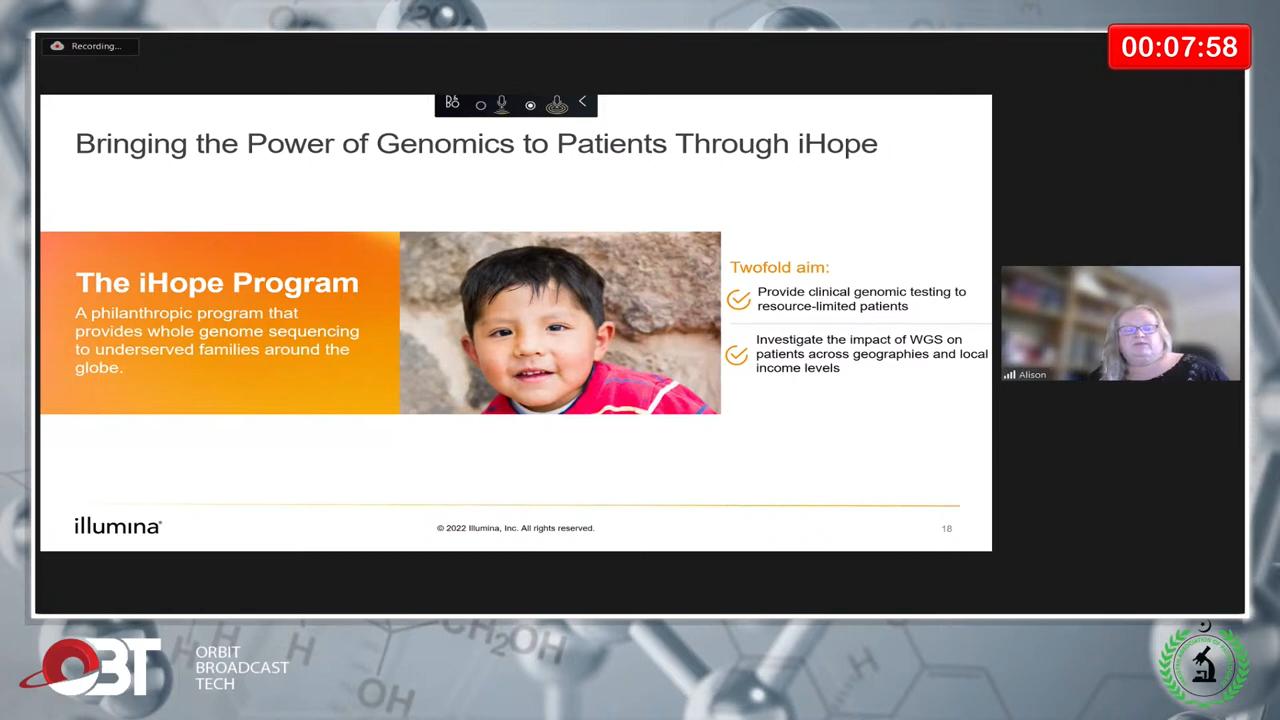 Recording...
00:07:58
Bringing the Power of Genomics to Patients Through iHope
The iHope Program
A philanthropic program that
provides whole genome sequencing
to underserved families around the
globe.
Twofold aim:
Provide clinical genomic testing to
resource-limited patients
Investigate the impact of WGS on
patients across geographies and local
income levels
Alison
illumina®
© 2022 Illumina, Inc. All rights reserved.
18
OBT
ORBIT
BROADCAST
TECH
CH₂OH
H
H
H
OH